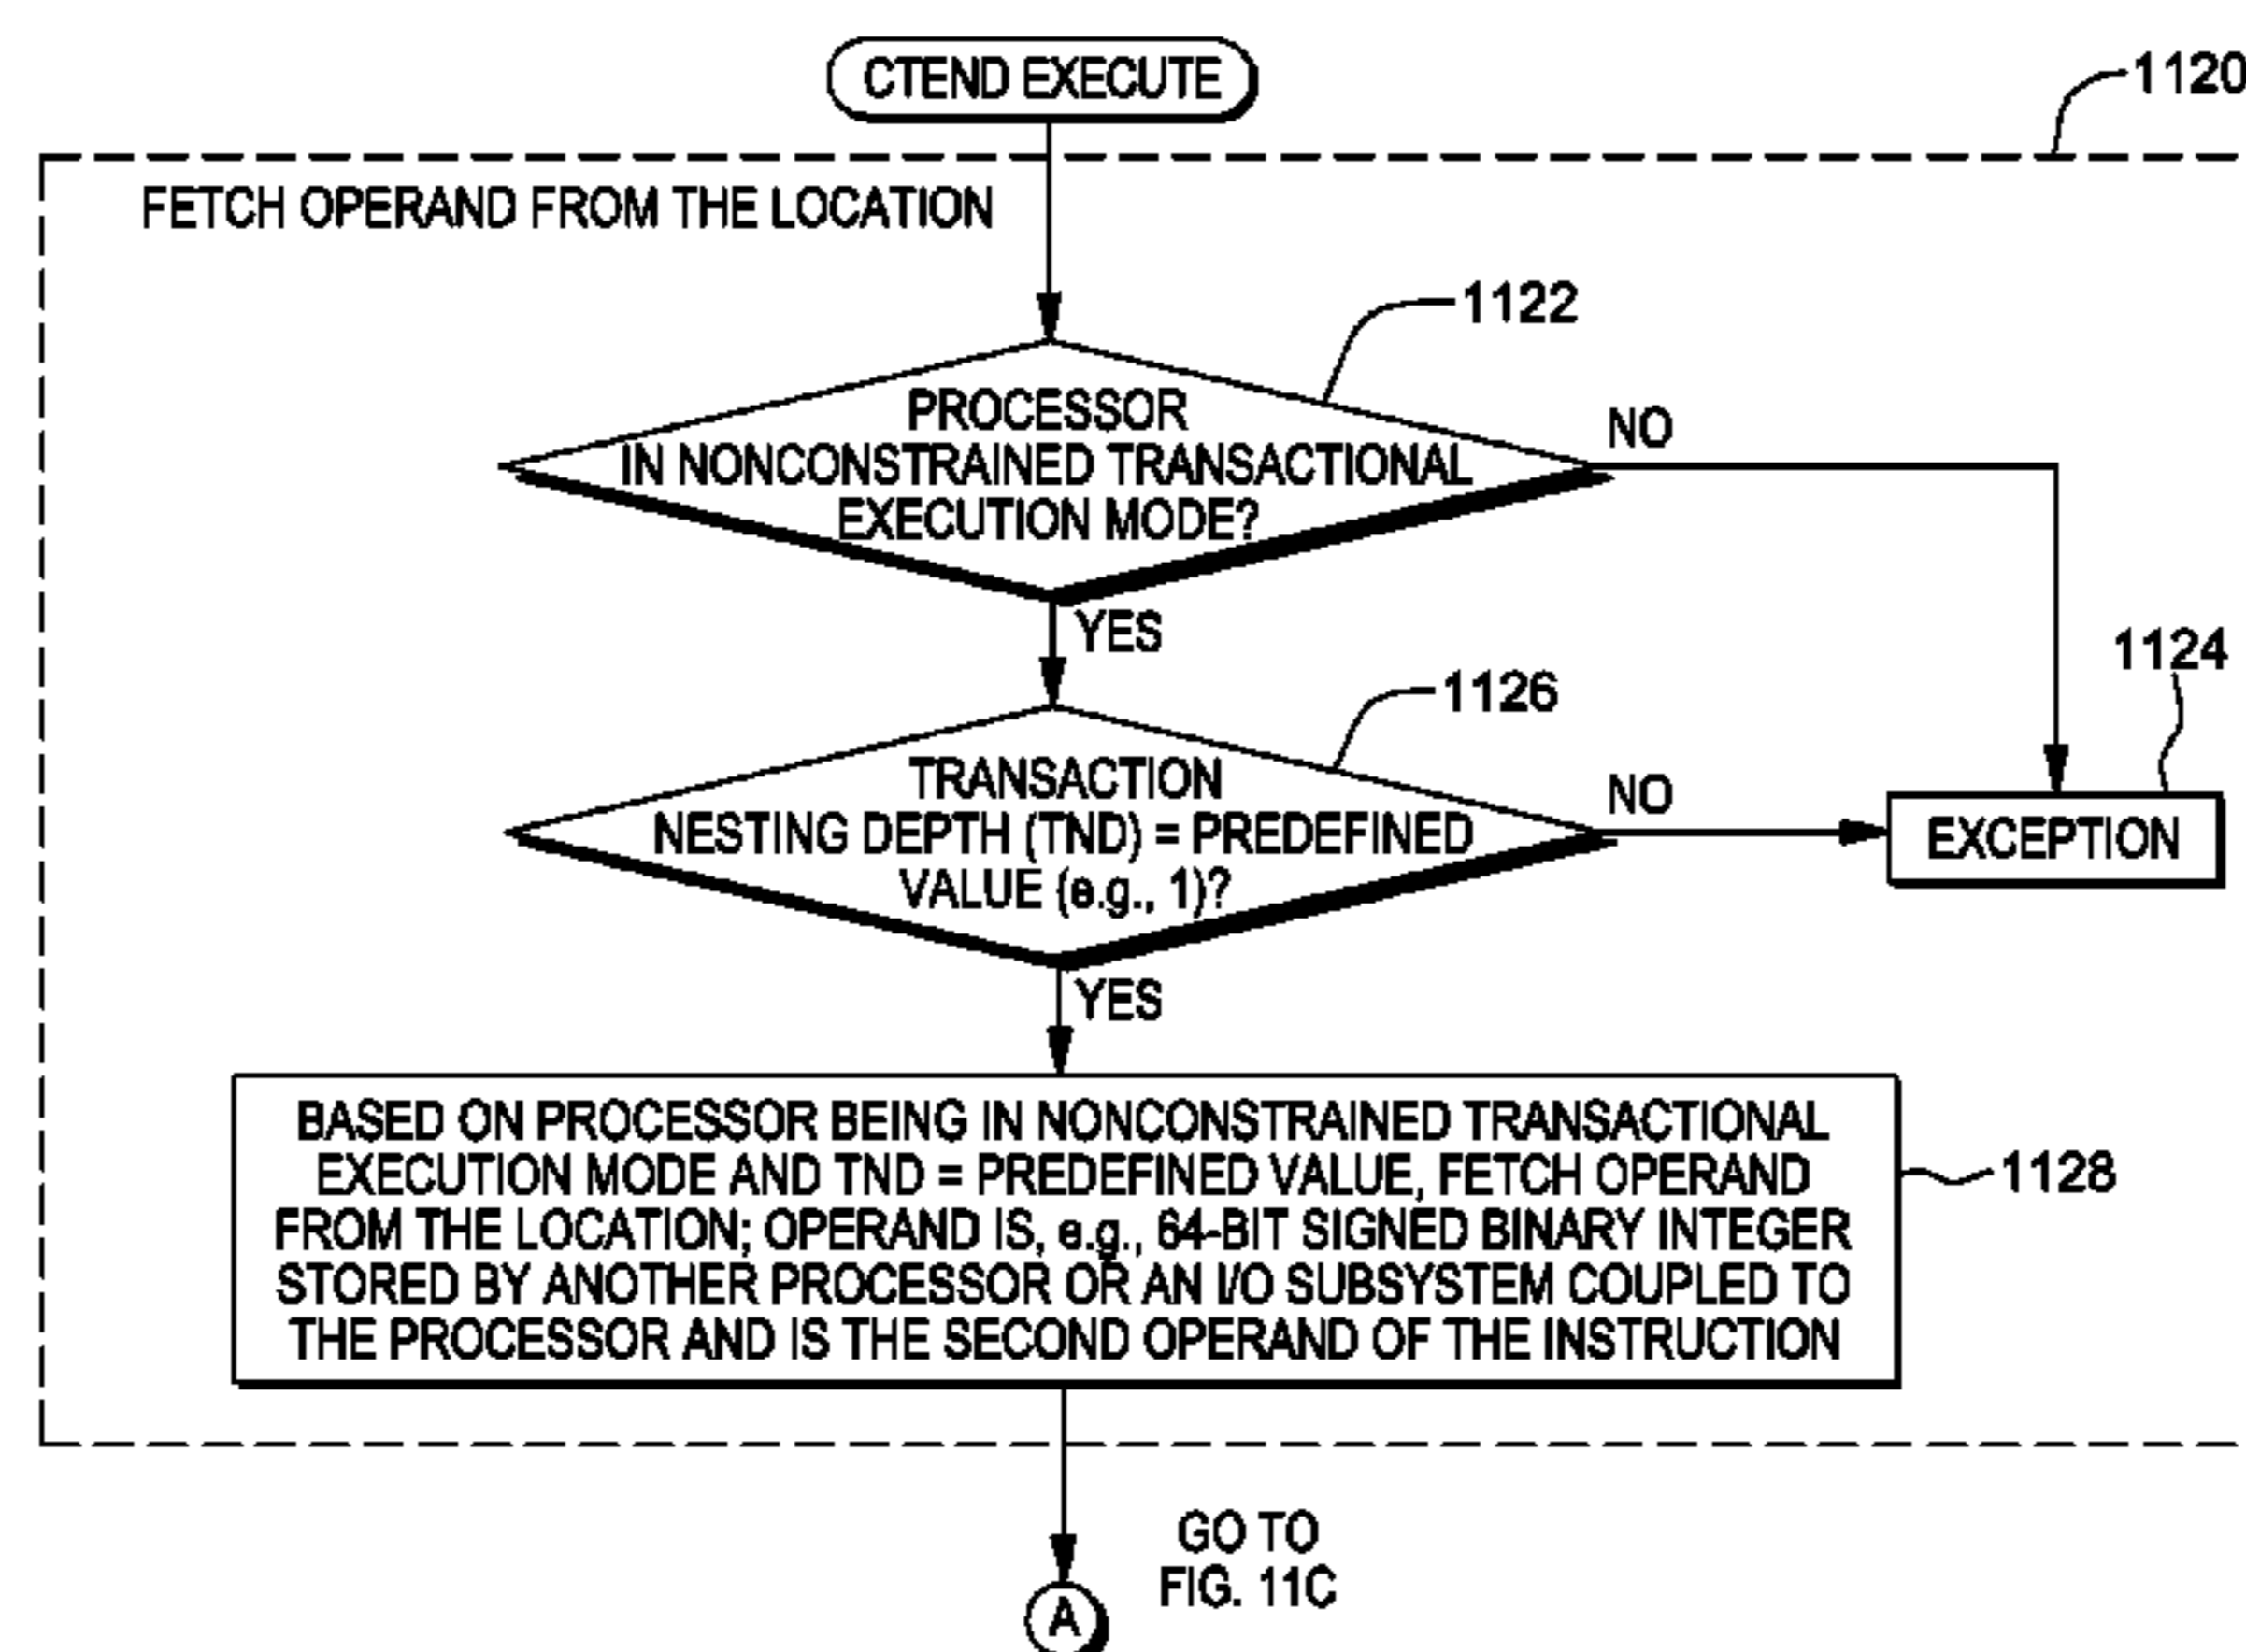 CTEND EXECUTE
1120
FETCH OPERAND FROM THE LOCATION
1122
PROCESSOR
IN NONCONSTRAINED TRANSACTIONAL
EXECUTION MODE?
NO
YES
1124
1126
TRANSACTION
NESTING DEPTH (TND) = PREDEFINED
VALUE (e.g., 1)?
NO
EXCEPTION
YES
BASED ON PROCESSOR BEING IN NONCONSTRAINED TRANSACTIONAL
EXECUTION MODE AND TND = PREDEFINED VALUE, FETCH OPERAND
FROM THE LOCATION; OPERAND IS, e.g., 64-BIT SIGNED BINARY INTEGER
STORED BY ANOTHER PROCESSOR OR AN I/O SUBSYSTEM COUPLED TO
THE PROCESSOR AND IS THE SECOND OPERAND OF THE INSTRUCTION
1128
GO TO
FIG. 11C
A